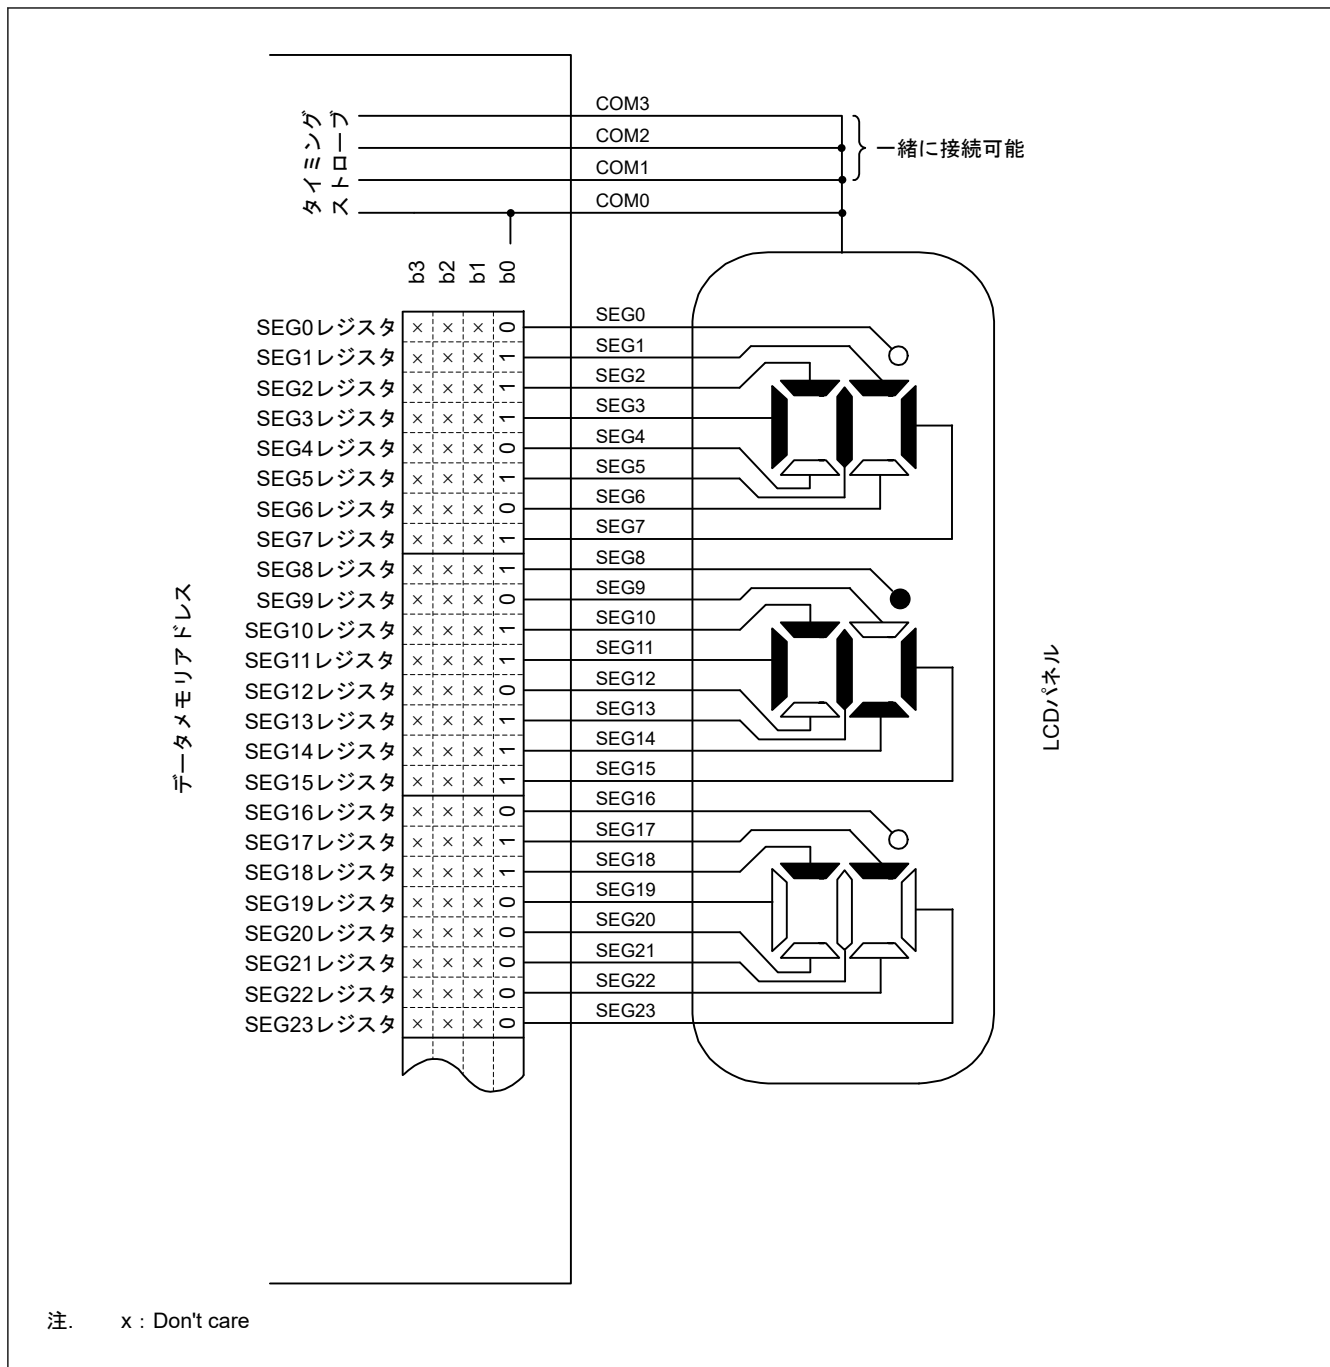 タイミング
ストローブ
COM3
COM2
COM1
COM0
一緒に接続可能
b3 b2 b1 b0
データメモリアドレス
SEG0レジスタ × × × 0 SEG0
SEG1レジスタ × × × 1 SEG1
SEG2レジスタ × × × 1 SEG2
SEG3レジスタ × × × 1 SEG3
SEG4レジスタ × × × 0 SEG4
SEG5レジスタ × × × 1 SEG5
SEG6レジスタ × × × 0 SEG6
SEG7レジスタ × × × 1 SEG7
SEG8レジスタ × × × 1 SEG8
SEG9レジスタ × × × 0 SEG9
SEG10レジスタ × × × 1 SEG10
SEG11レジスタ × × × 1 SEG11
SEG12レジスタ × × × 0 SEG12
SEG13レジスタ × × × 1 SEG13
SEG14レジスタ × × × 1 SEG14
SEG15レジスタ × × × 1 SEG15
SEG16レジスタ × × × 0 SEG16
SEG17レジスタ × × × 1 SEG17
SEG18レジスタ × × × 1 SEG18
SEG19レジスタ × × × 0 SEG19
SEG20レジスタ × × × 0 SEG20
SEG21レジスタ × × × 0 SEG21
SEG22レジスタ × × × 0 SEG22
SEG23レジスタ × × × 0 SEG23
LCDパネル
注. x : Don't care